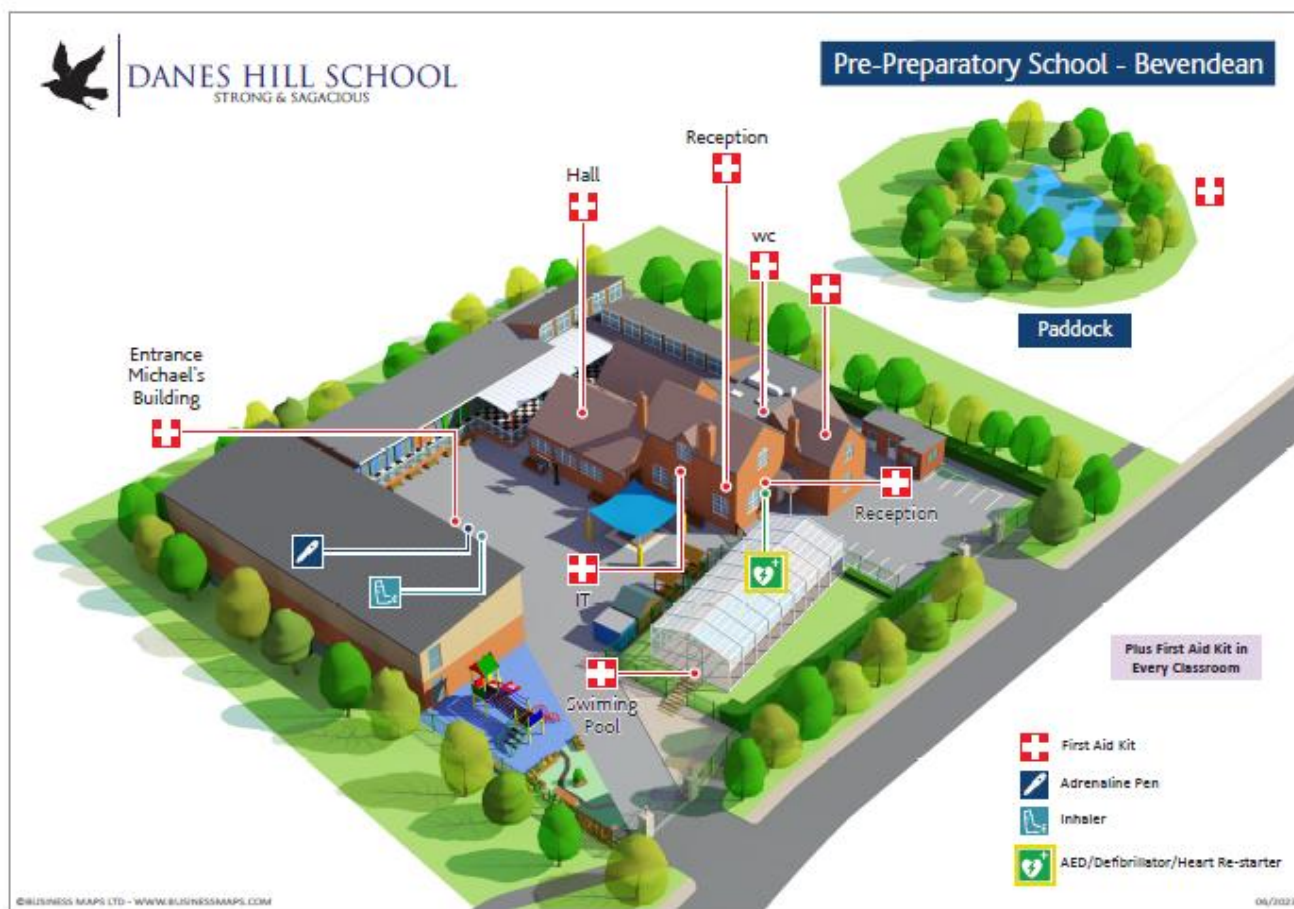 DANES HILL SCHOOL
STRONG & SAGACIOUS
Pre-Preparatory School - Bevendean
Reception
Hall
wc
Paddock
Entrance
Michael's
Building
Reception
IT
Swiming
Pool
Plus First Aid Kit in
Every Classroom
First Aid Kit
Adrenaline Pen
Inhaler
AED/Defibrillator/Heart Re-starter
©BUSINESS MAPS LTD - WWW.BUSINESSMAPS.COM